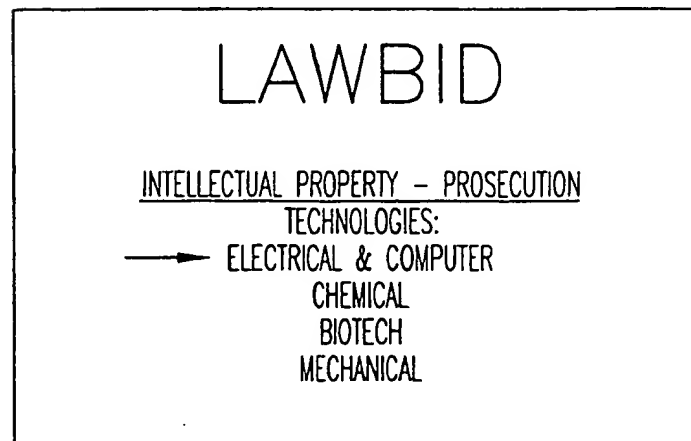 LAWBID
INTELLECTUAL PROPERTY - PROSECUTION
TECHNOLOGIES:
ELECTRICAL & COMPUTER
CHEMICAL
BIOTECH
MECHANICAL